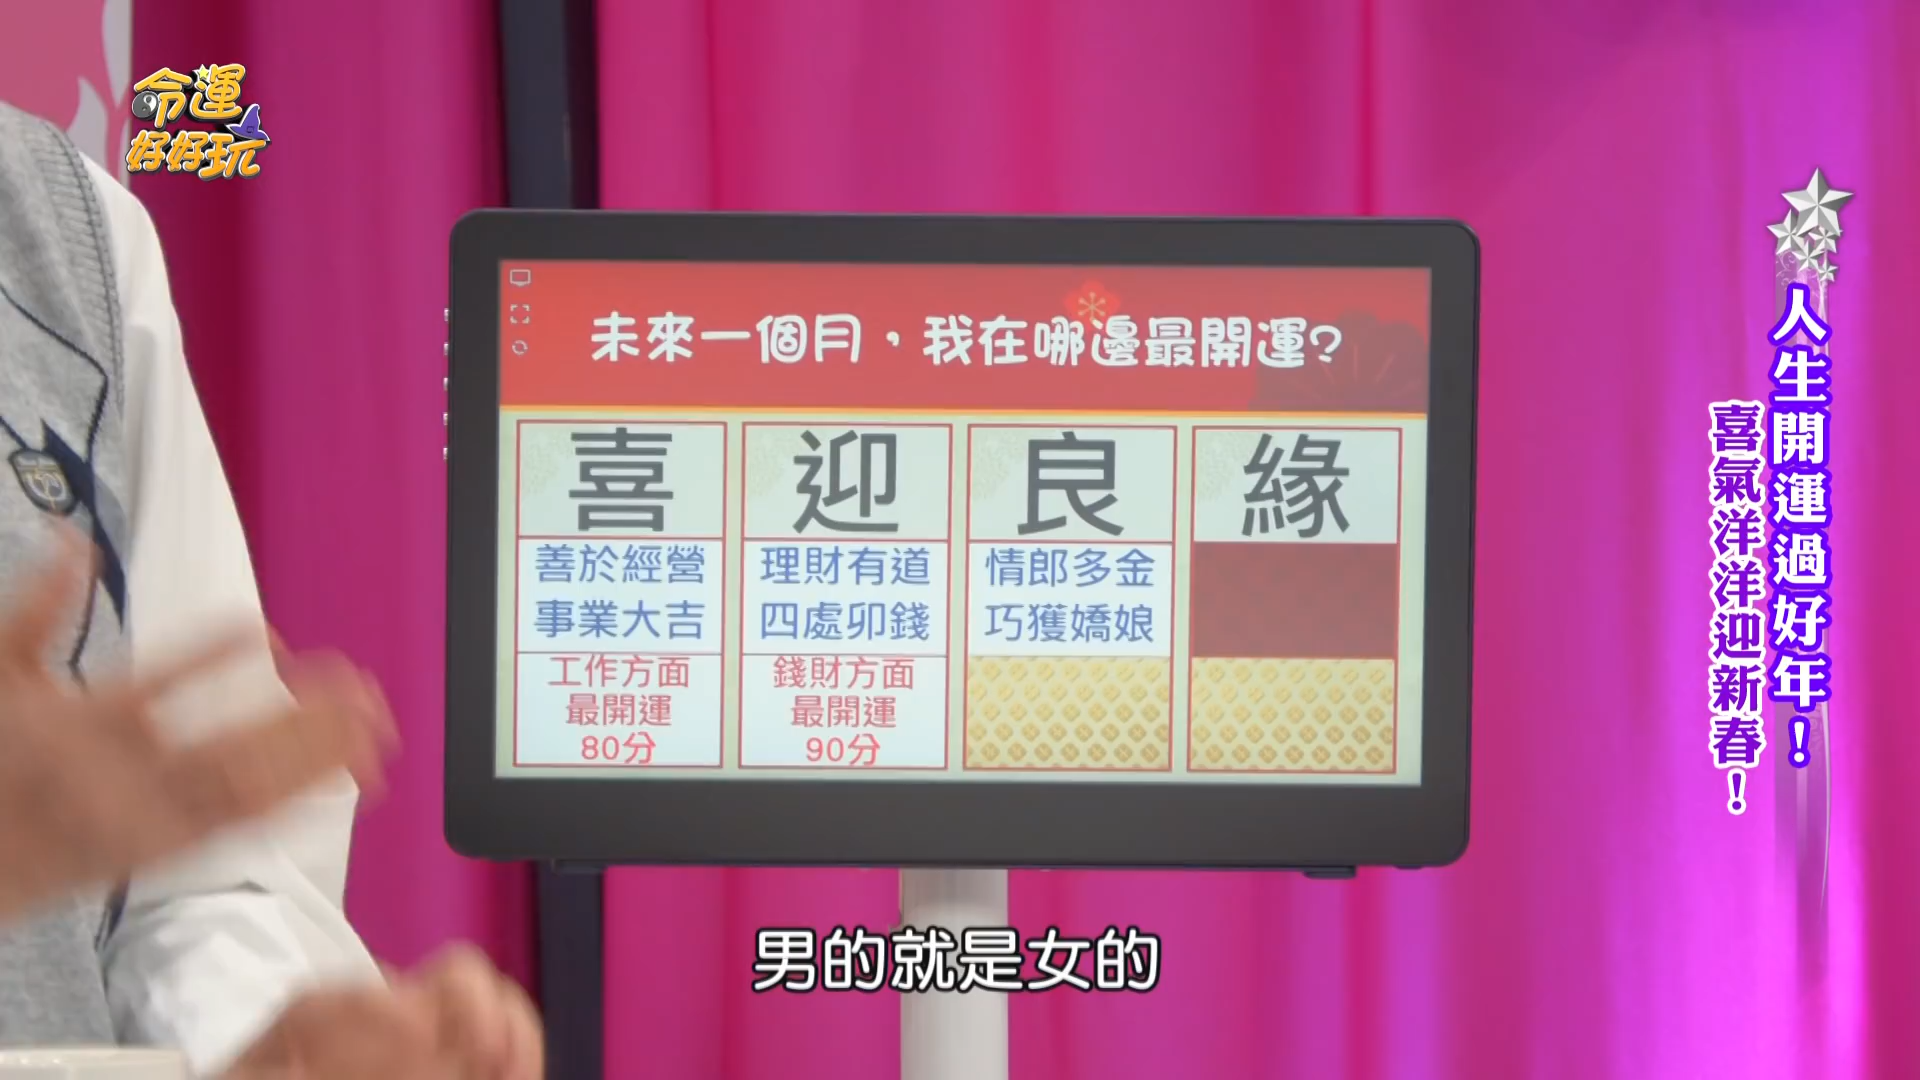 命運
好好玩
未來一個月，我在哪邊最開運?
喜
善於經營
事業大吉
工作方面
最開運
80分
迎
理財有道
四處卯錢
錢財方面
最開運
90分
良
情郎多金
巧獲嬌娘
緣
人生開運過好年！
喜氣洋洋迎新春！
男的就是女的